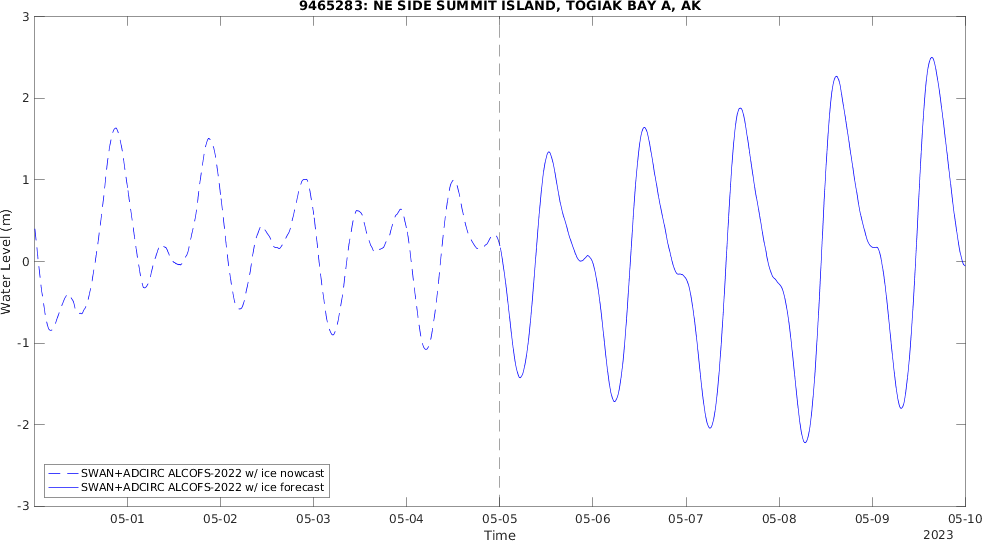 9465283: NE SIDE SUMMIT ISLAND, TOGIAK BAY A, AK
3
2
1
0
-1
-2
-3
Water Level (m)
SWAN+ADCIRC ALCOFS-2022 w/ ice nowcast
SWAN+ADCIRC ALCOFS-2022 w/ ice forecast
05-01 05-02 05-03 05-04 05-05 05-06 05-07 05-08 05-09 05-10
Time
2023